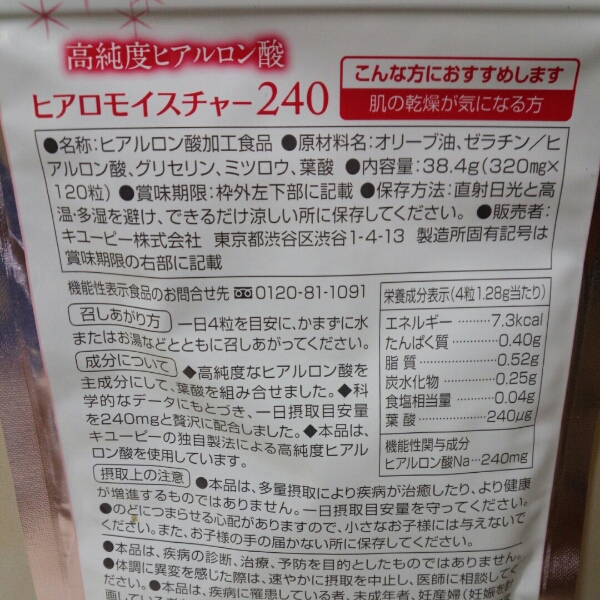 高純度ヒアルロン酸
ヒアロモイスチャー240
こんな方におすすめします
肌の乾燥が気になる方
●名称:ヒアルロン酸加工食品 ●原材料名:オリーブ油、ゼラチン/ヒ
アルロン酸、グリセリン、ミツロウ、葉酸 ●内容量:38.4g(320mg×
120粒) ●賞味期限:枠外左下部に記載 ●保存方法:直射日光と高
温・多湿を避け、できるだけ涼しい所に保存してください。 ●販売者:
キユーピー株式会社 東京都渋谷区渋谷1-4-13 製造所固有記号は
賞味期限の右部に記載
機能性表示食品のお問合せ先 0120-81-1091
召しあがり方 一日4粒を目安に、かまずに水
またはお湯などとともに召しあがってください。
成分について ◆高純度なヒアルロン酸を
主成分にして、葉酸を組み合せました。◆科
学的なデータにもとづき、一日摂取目安量
を240mgと贅沢に配合しました。◆本品は、
キユーピーの独自製法による高純度ヒアル
ロン酸を使用しています。
栄養成分表示(4粒1.28g当たり)
エネルギー………7.3kcal
たんぱく質………0.40g
脂質………0.52g
炭水化物………0.25g
食塩相当量………0.04g
葉酸………240μg
機能性関与成分
ヒアルロン酸Na…240mg
摂取上の注意 ●本品は、多量摂取により疾病が治癒したり、より健康
が増進するものではありません。一日摂取目安量を守ってください。
●のどにつまらせる心配がありますので、小さなお子様には与えないで
ください。また、お子様の手の届かない所に保存してください。
●本品は、疾病の診断、治療、予防を目的としたものではありません。
●体調に異変を感じた際は、速やかに摂取を中止し、医師に相談してく
ださい。●本品は、疾病に罹患している者、未成年者、妊産婦(妊娠を計
画している